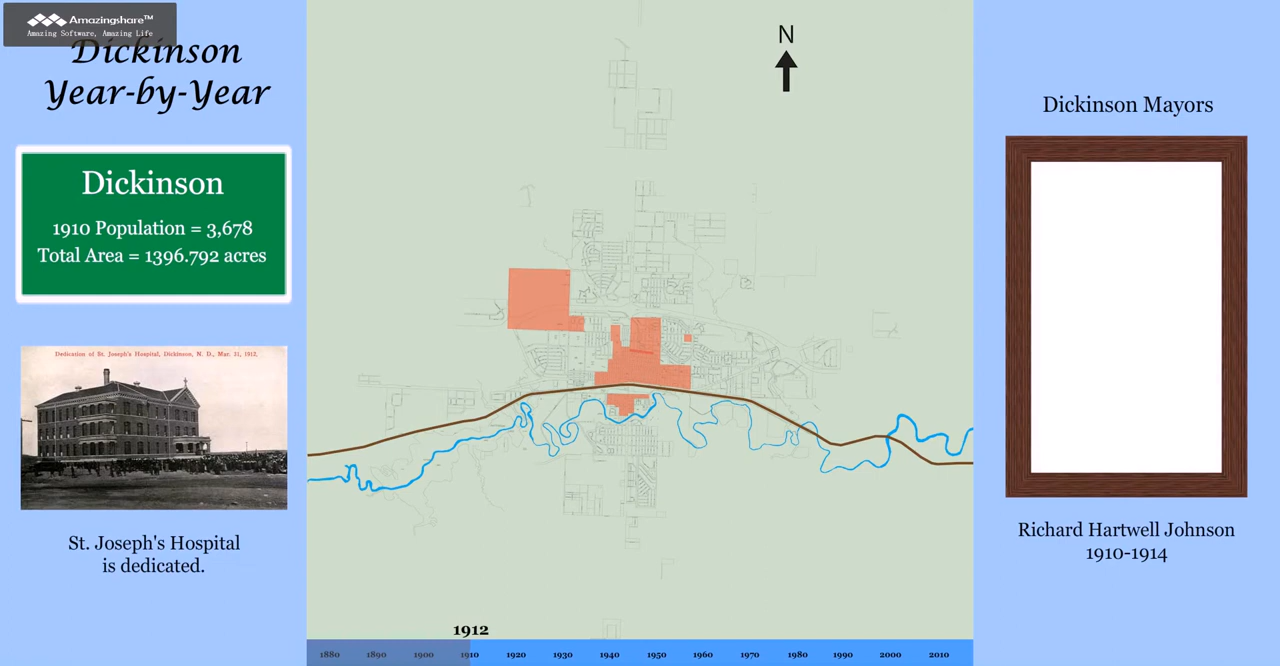 Amazingshare™
Amazing Software, Amazing Life
Dickinson
Year-by-Year
Dickinson
1910 Population = 3,678
Total Area = 1396.792 acres
Dedication of St. Joseph's Hospital, Dickinson, N. D., Mar. 31, 1912.
St. Joseph's Hospital
is dedicated.
N
1912
1880 1890 1900 1910 1920 1930 1940 1950 1960 1970 1980 1990 2000 2010
Dickinson Mayors
Richard Hartwell Johnson
1910-1914